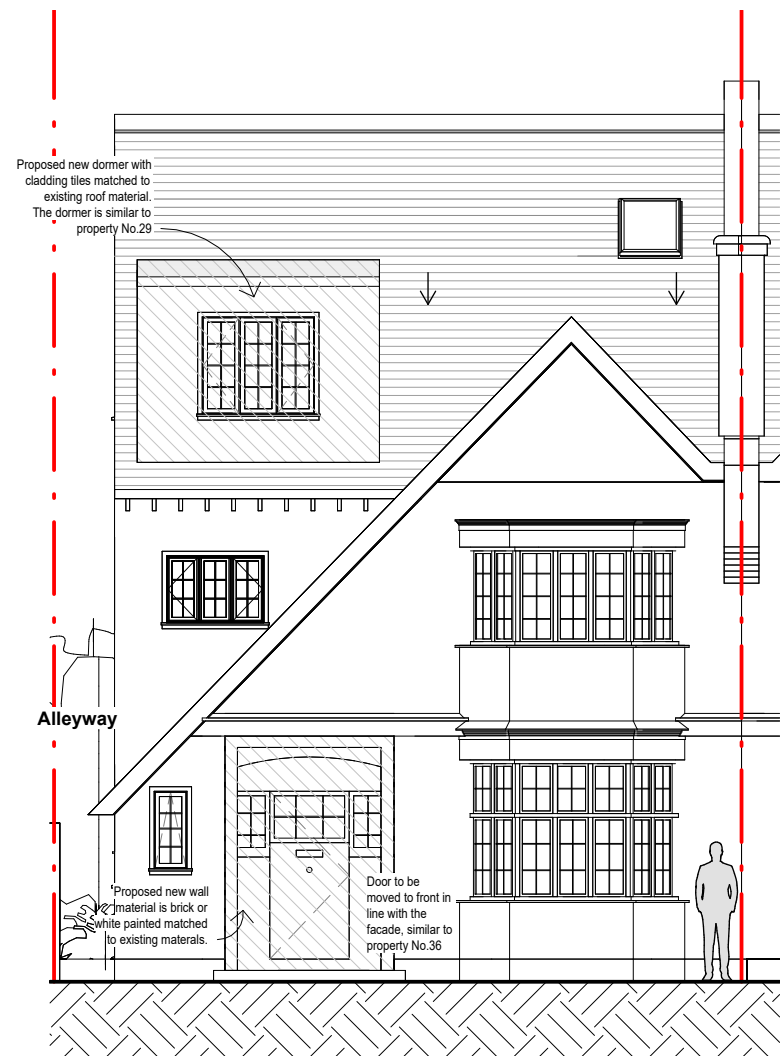 Proposed new dormer with
cladding tiles matched to
existing roof material.
The dormer is similar to
property No.29
Alleyway
Proposed new wall
material is brick or
white painted matched
to existing materals.
Door to be
moved to front in
line with the
facade, similar to
property No.36